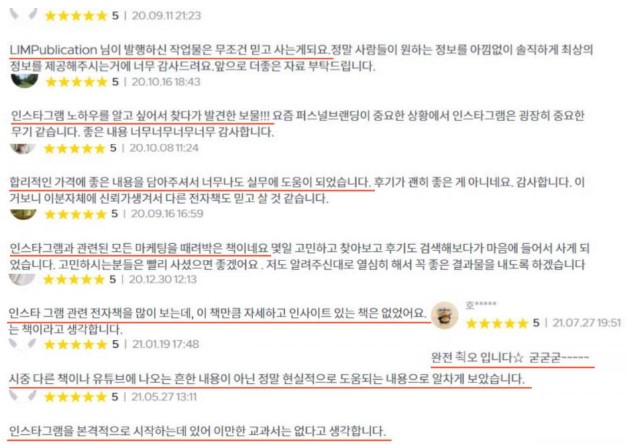 5 | 20.09.11 21:23
LIMPublication 님이 발행하신 작업물은 무조건 믿고 사는게되요.정말 사람들이 원하는 정보를 아낌없이 솔직하게 최상의
정보를 제공해주시는거에 너무 감사드려요.앞으로 더좋은 자료 부탁드립니다.
5 | 20.10.16 18:43
인스타그램 노하우를 알고 싶어서 찾다가 발견한 보물!!! 요즘 퍼스널브랜딩이 중요한 상황에서 인스타그램은 굉장히 중요한
무기 같습니다. 좋은 내용 너무너무너무너무 감사합니다.
5 | 20.10.08 11:24
합리적인 가격에 좋은 내용을 담아주셔서 너무나도 실무에 도움이 되었습니다. 후기가 괜히 좋은 게 아니네요. 감사합니다. 이
거보니 이분자체에 신뢰가생겨서 다른 전자책도 믿고 살 것 같습니다.
5 | 20.09.16 16:59
인스타그램과 관련된 모든 마케팅을 때려박은 책이네요 몇일 고민하고 찾아보고 후기도 검색해보다가 마음에 들어서 사게 되
었습니다. 고민하시는분들은 빨리 사셨으면 좋겠어요 . 저도 알려주신대로 열심히 해서 꼭 좋은 결과물을 내도록 하겠습니다
5 | 20.12.30 12:13
인스타 그램 관련 전자책을 많이 보는데, 이 책만큼 자세하고 인사이트 있는 책은 없었어요.
는 책이라고 생각합니다.
호*****
5 | 21.07.27 19:51
완전 쵝오 입니다☆ 굳굳굳~~~~~
5 | 21.01.19 17:48
시중 다른 책이나 유튜브에 나오는 흔한 내용이 아닌 정말 현실적으로 도움되는 내용으로 알차게 보았습니다.
5 | 21.05.27 13:11
인스타그램을 본격적으로 시작하는데 있어 이만한 교과서는 없다고 생각합니다.